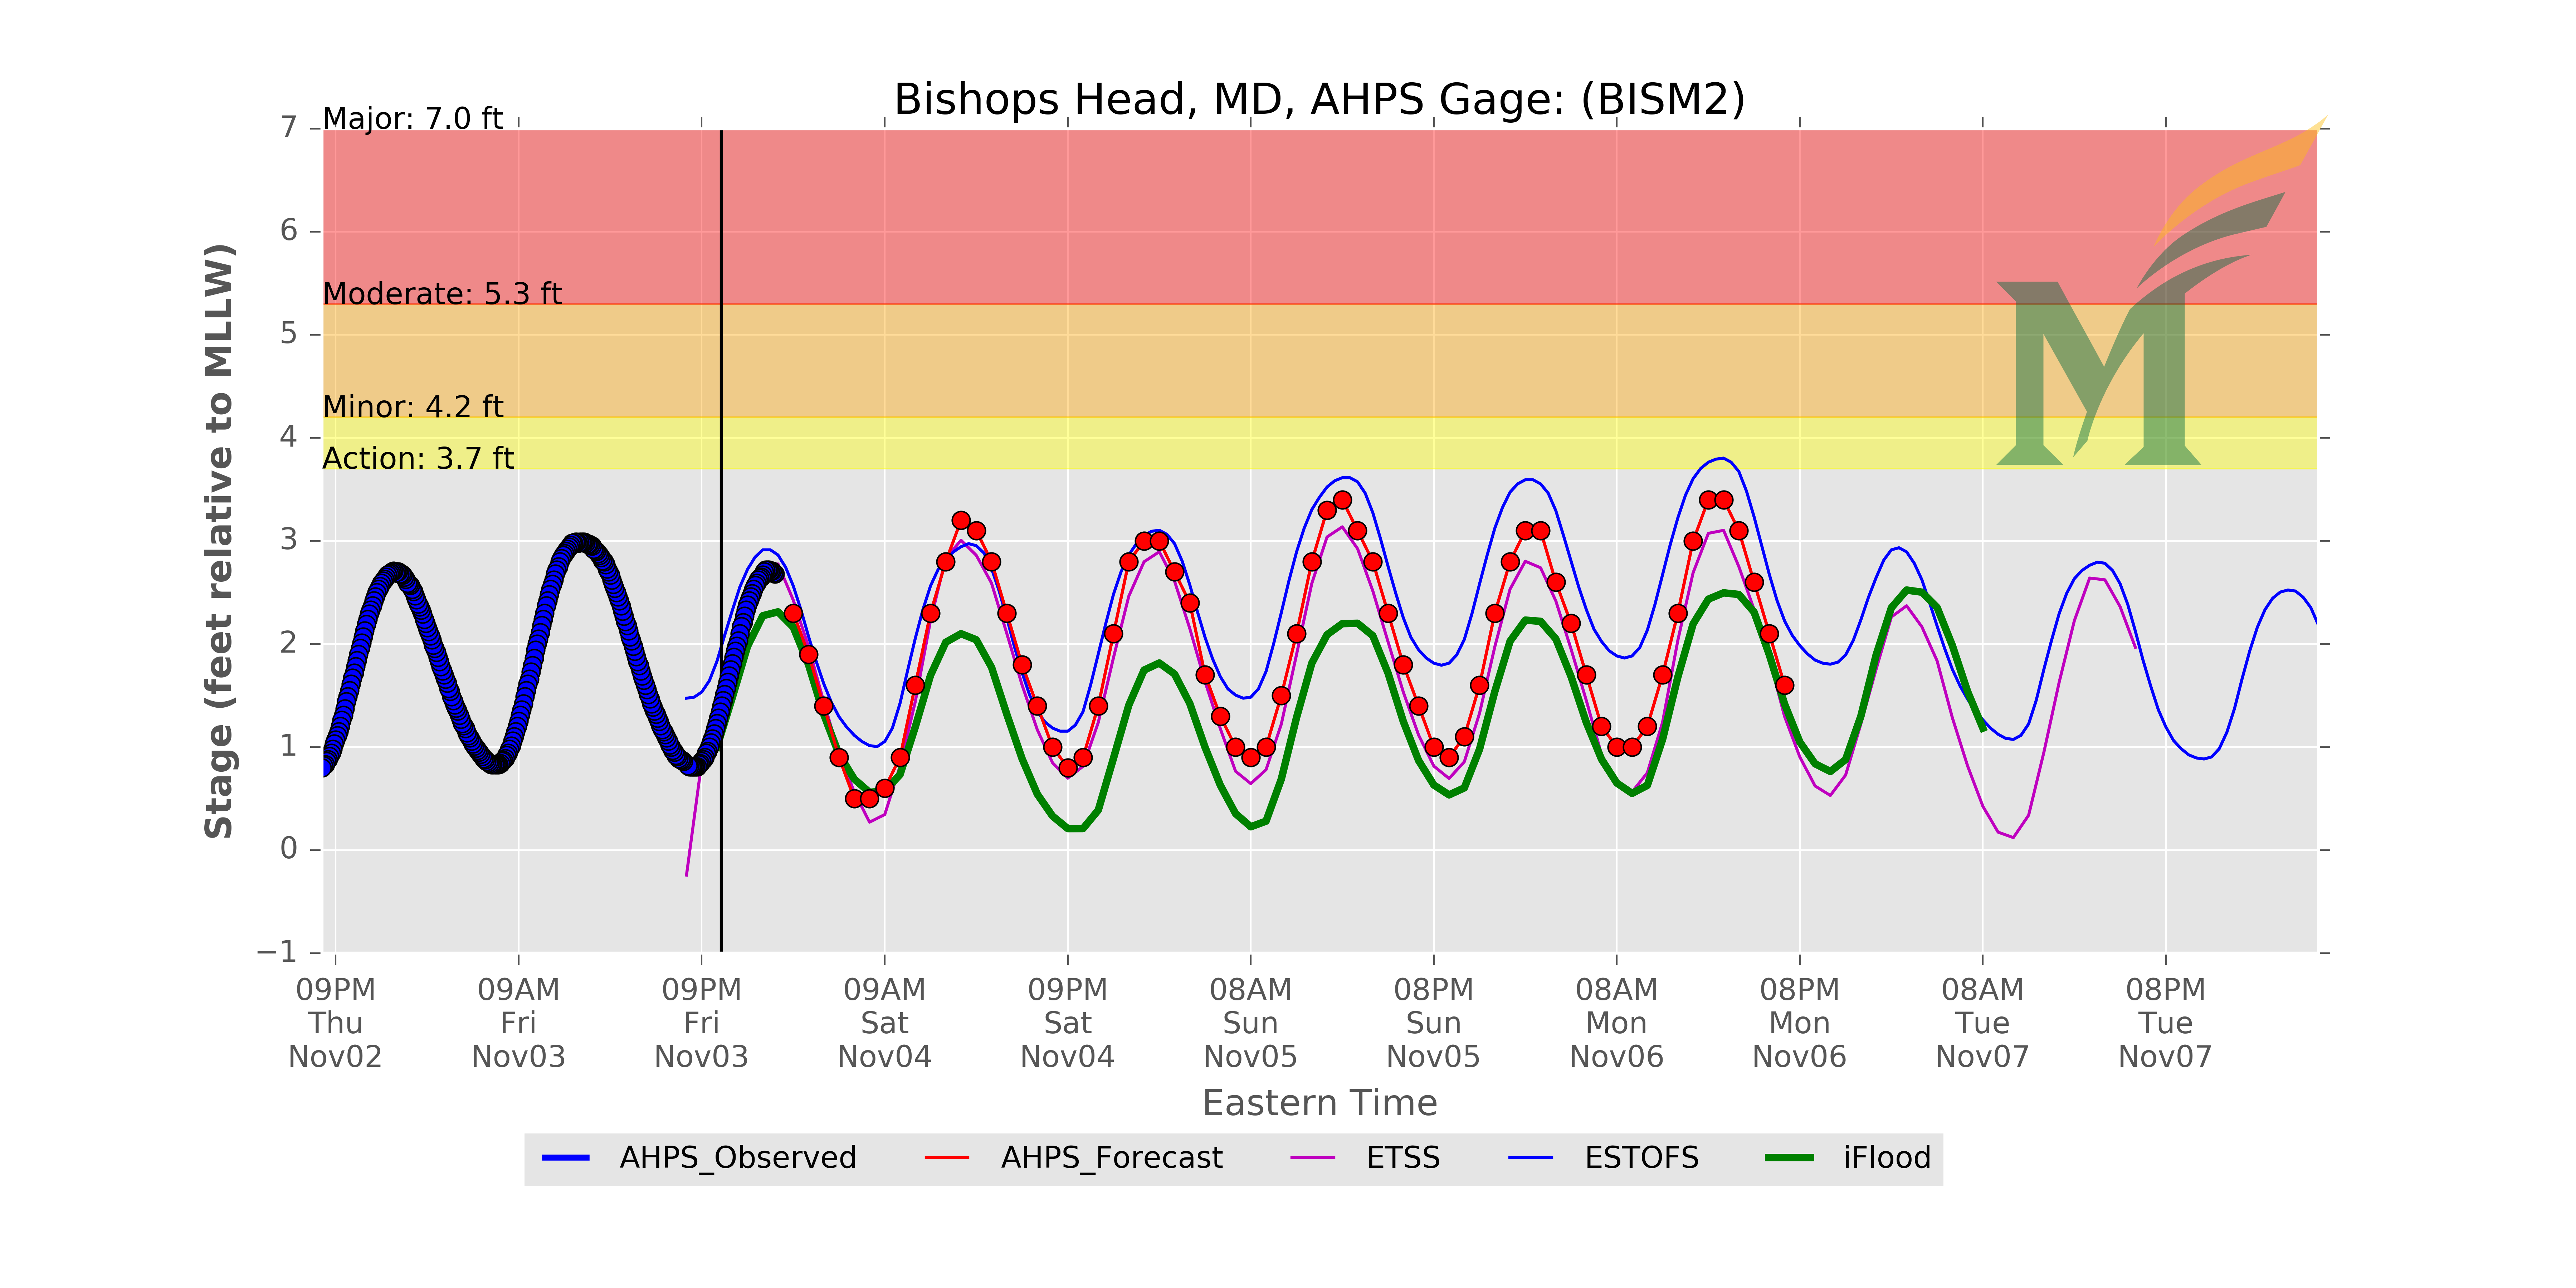 Bishops Head, MD, AHPS Gage: (BISM2)
Major: 7.0 ft
Moderate: 5.3 ft
Minor: 4.2 ft
Action: 3.7 ft
7
6
5
4
3
2
1
0
−1
Stage (feet relative to MLLW)
09PM
Thu
Nov02
09AM
Fri
Nov03
09PM
Fri
Nov03
09AM
Sat
Nov04
09PM
Sat
Nov04
08AM
Sun
Nov05
08PM
Sun
Nov05
08AM
Mon
Nov06
08PM
Mon
Nov06
08AM
Tue
Nov07
08PM
Tue
Nov07
Eastern Time
AHPS_Observed AHPS_Forecast ETSS ESTOFS iFlood
M